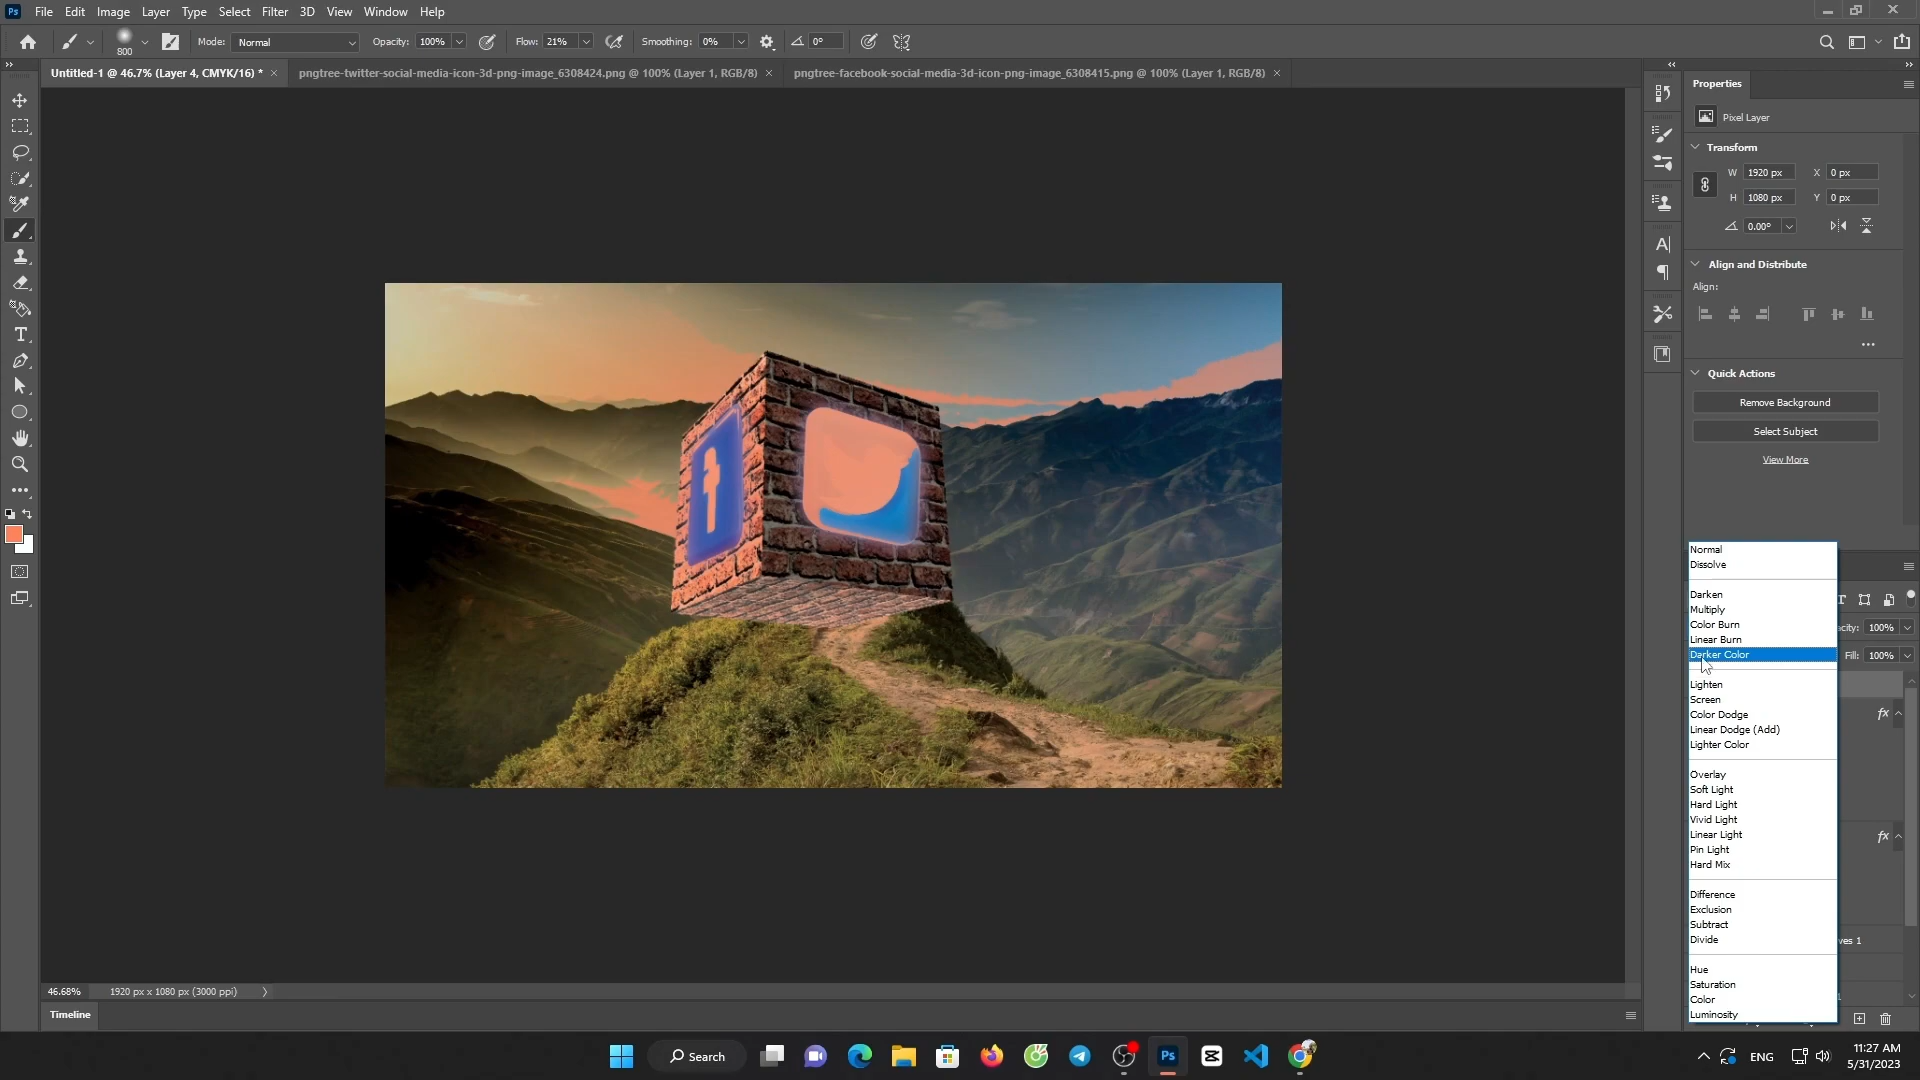 Ps File Edit Image Layer Type Select Filter 3D View Window Help
800 Mode: Normal Opacity: 100% Flow: 21% Smoothing: 0% 0°
Untitled-1 @ 46.7% (Layer 4, CMYK/16) * pngtree-twitter-social-media-icon-3d-png-image_6308424.png @ 100% (Layer 1, RGB/8) pngtree-facebook-social-media-3d-icon-png-image_6308415.png @ 100% (Layer 1, RGB/8)
Properties
Pixel Layer
Transform
W 1920 px X 0 px
H 1080 px Y 0 px
0.00°
Align and Distribute
Align:
Quick Actions
Remove Background
Select Subject
View More
Normal
Dissolve
Darken
Multiply
Color Burn
Linear Burn
Darker Color
Lighten
Screen
Color Dodge
Linear Dodge (Add)
Lighter Color
Overlay
Soft Light
Hard Light
Vivid Light
Linear Light
Pin Light
Hard Mix
Difference
Exclusion
Subtract
Divide
Hue
Saturation
Color
Luminosity
acity: 100%
Fill: 100%
fx
fx
ves 1
f
46.68% 1920 px x 1080 px (3000 ppi)
Timeline
Search
Ps
ENG
11:27 AM
5/31/2023